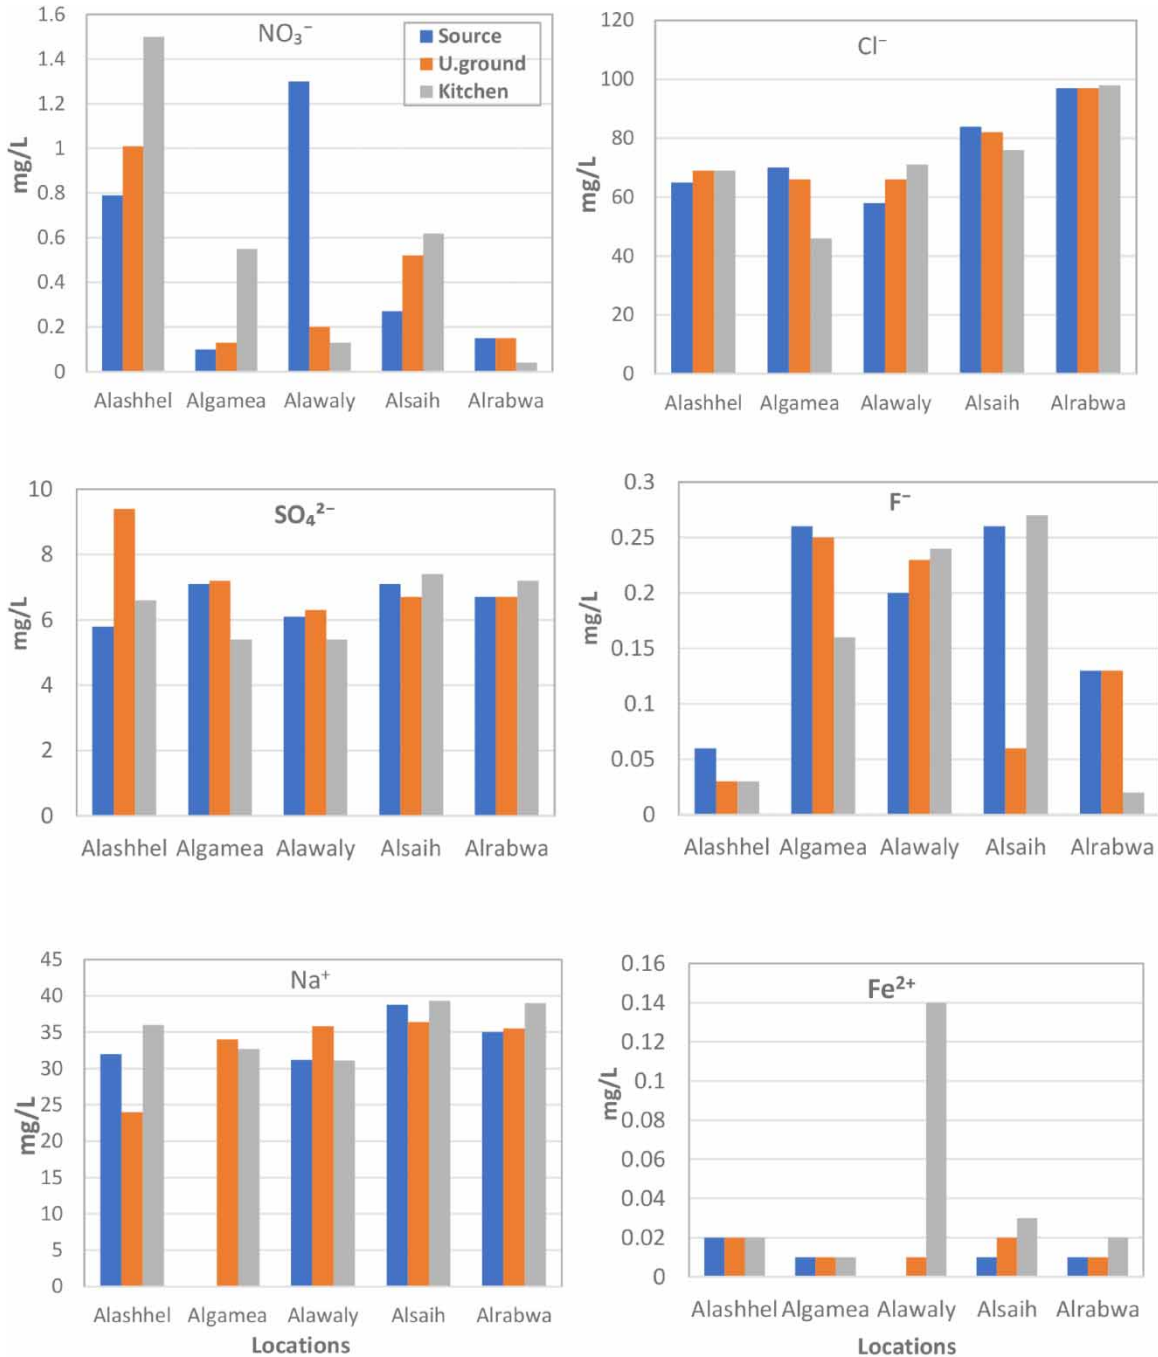 NO₃⁻
Source
U.ground
Kitchen
mg/L
1.6
1.4
1.2
1
0.8
0.6
0.4
0.2
0
Alashhel Algamea Alawaly Alsaih Alrabwa
Cl⁻
mg/L
120
100
80
60
40
20
0
Alashhel Algamea Alawaly Alsaih Alrabwa
SO₄²⁻
mg/L
10
8
6
4
2
0
Alashhel Algamea Alawaly Alsaih Alrabwa
F⁻
mg/L
0.3
0.25
0.2
0.15
0.1
0.05
0
Alashhel Algamea Alawaly Alsaih Alrabwa
Na⁺
mg/L
45
40
35
30
25
20
15
10
5
0
Alashhel Algamea Alawaly Alsaih Alrabwa
Locations
Fe²⁺
mg/L
0.16
0.14
0.12
0.1
0.08
0.06
0.04
0.02
0
Alashhel Algamea Alawaly Alsaih Alrabwa
Locations